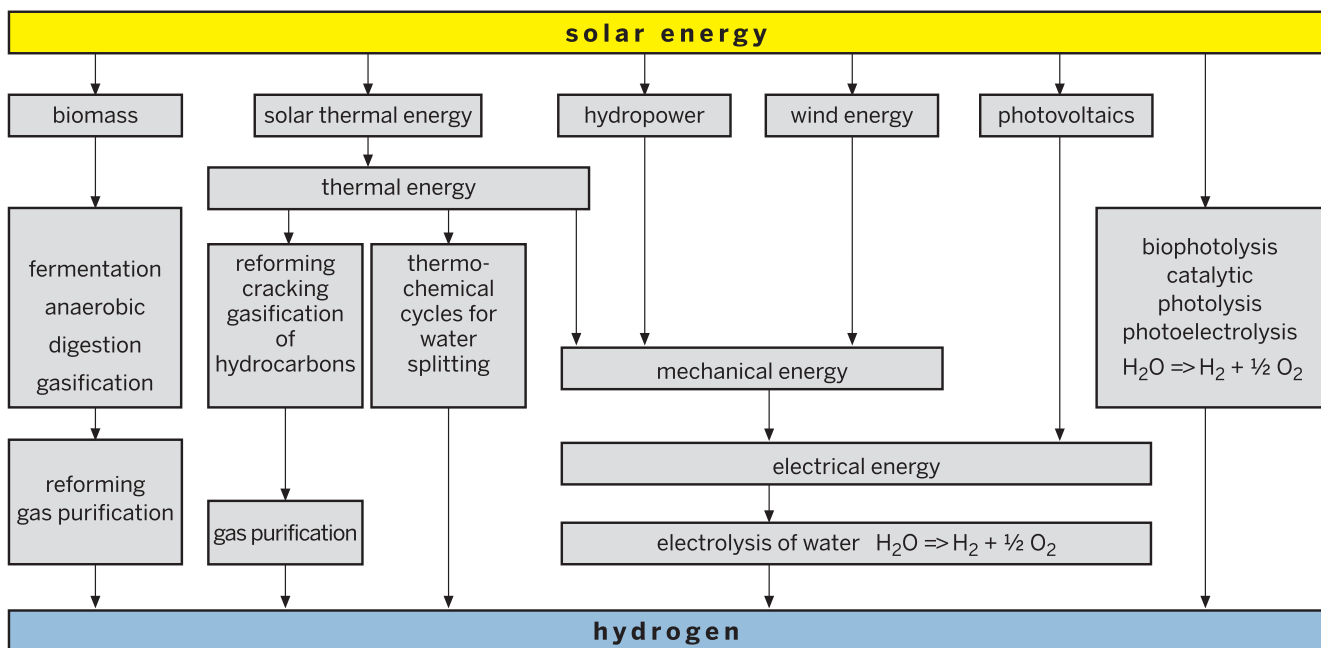 solar energy
biomass
solar thermal energy
hydropower
wind energy
photovoltaics
thermal energy
fermentation
anaerobic
digestion
gasification
reforming
cracking
gasification
of
hydrocarbons
thermo-
chemical
cycles for
water
splitting
biophotolysis
catalytic
photolysis
photoelectrolysis
H₂O => H₂ + ½ O₂
mechanical energy
electrical energy
reforming
gas purification
gas purification
electrolysis of water H₂O => H₂ + ½ O₂
hydrogen